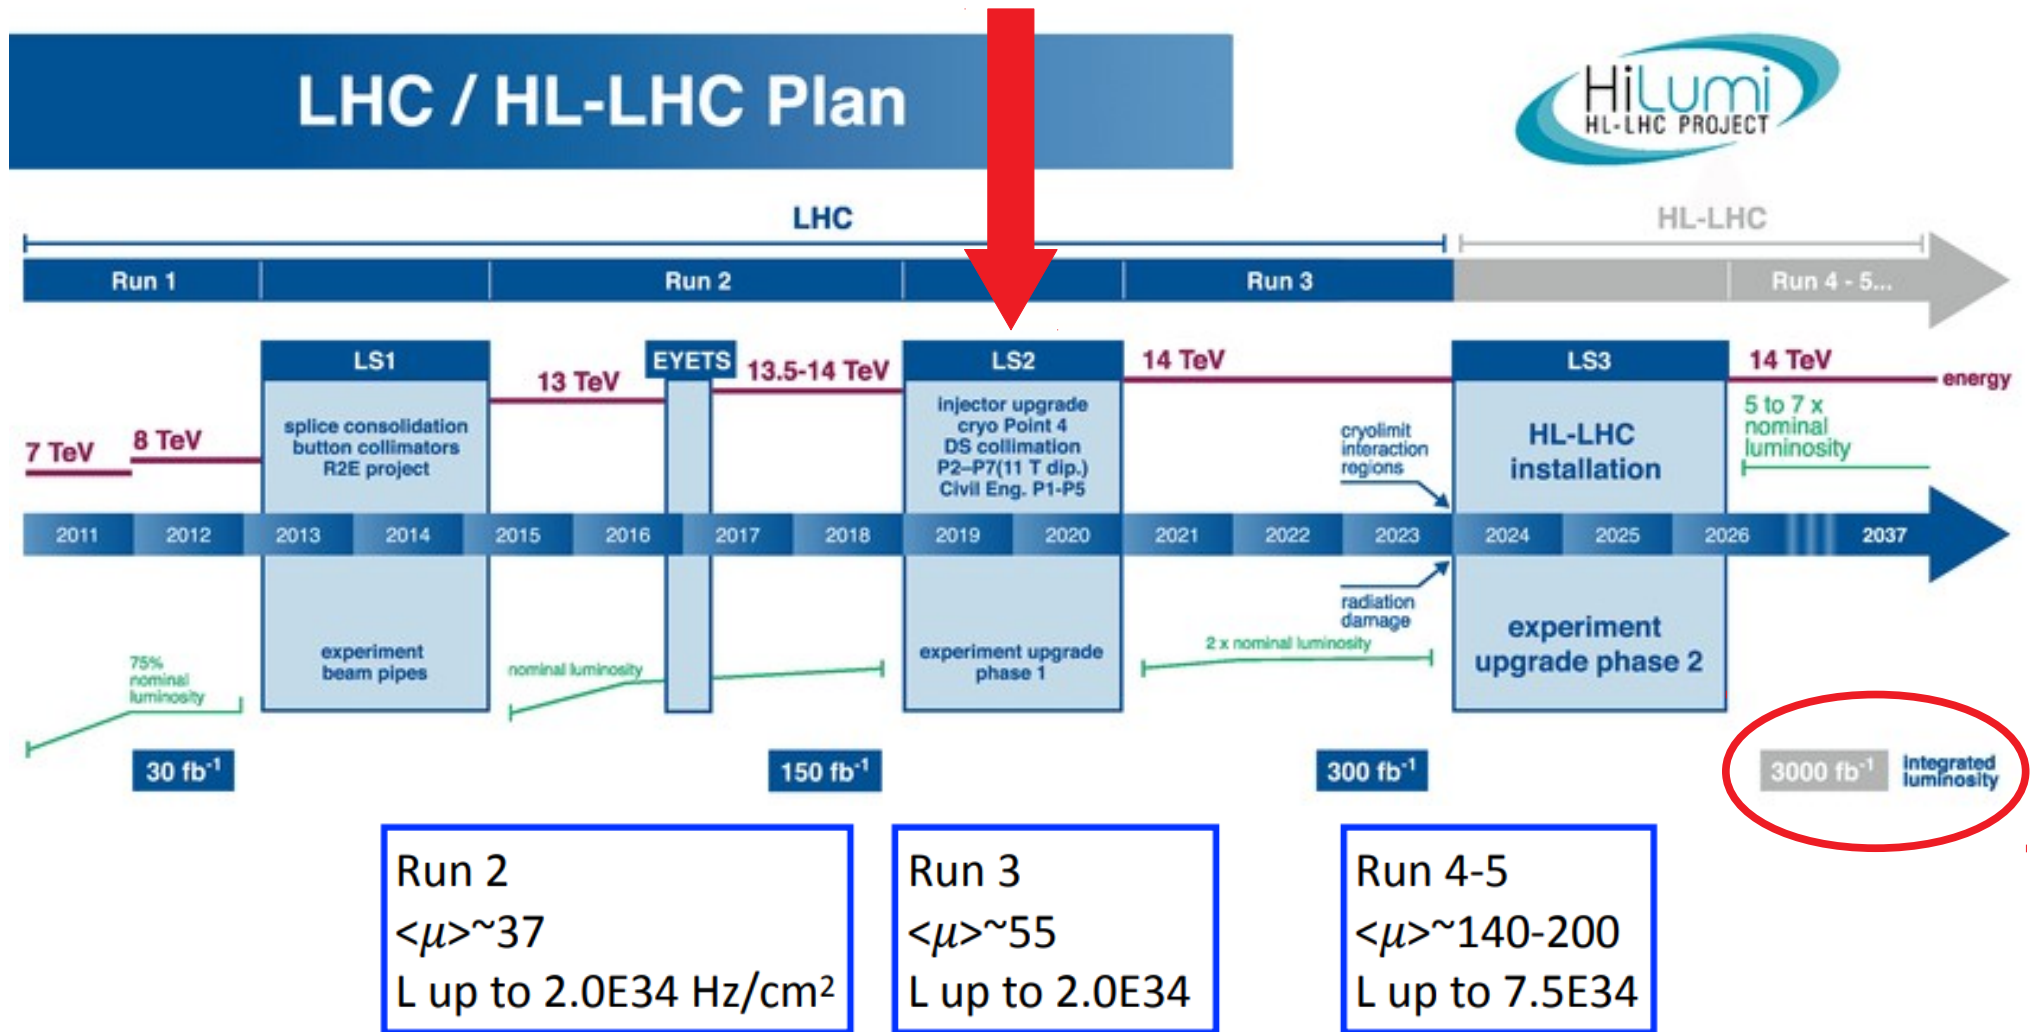 LHC / HL-LHC Plan
HiLumi
HL-LHC PROJECT
LHC
HL-LHC
Run 1
Run 2
Run 3
Run 4 - 5...
LS1
EYETS
LS2
LS3
7 TeV
8 TeV
13 TeV
13.5-14 TeV
14 TeV
14 TeV
energy
splice consolidation
button collimators
R2E project
injector upgrade
cryo Point 4
DS collimation
P2–P7(11 T dip.)
Civil Eng. P1-P5
cryolimit
interaction
regions
HL-LHC
installation
5 to 7 x
nominal
luminosity
2011 2012 2013 2014 2015 2016 2017 2018 2019 2020 2021 2022 2023 2024 2025 2026 2037
75%
nominal
luminosity
experiment
beam pipes
nominal luminosity
experiment upgrade
phase 1
2 x nominal luminosity
radiation
damage
experiment
upgrade phase 2
30 fb⁻¹
150 fb⁻¹
300 fb⁻¹
3000 fb⁻¹
integrated
luminosity
Run 2
<μ>~37
L up to 2.0E34 Hz/cm²
Run 3
<μ>~55
L up to 2.0E34
Run 4-5
<μ>~140-200
L up to 7.5E34